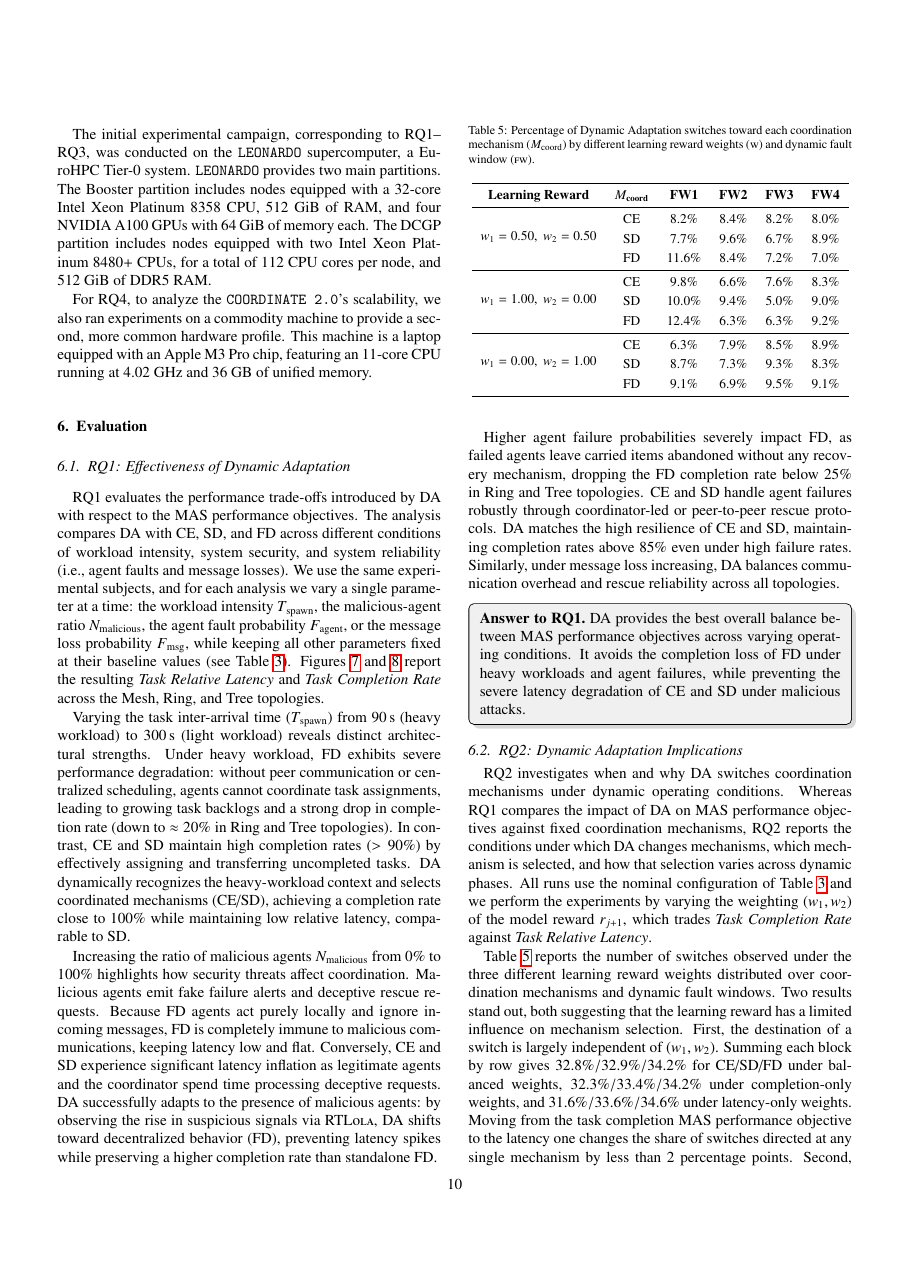 The initial experimental campaign, corresponding to RQ1–
RQ3, was conducted on the LEONARDO supercomputer, a Eu-
roHPC Tier-0 system. LEONARDO provides two main partitions.
The Booster partition includes nodes equipped with a 32-core
Intel Xeon Platinum 8358 CPU, 512 GiB of RAM, and four
NVIDIA A100 GPUs with 64 GiB of memory each. The DCGP
partition includes nodes equipped with two Intel Xeon Plat-
inum 8480+ CPUs, for a total of 112 CPU cores per node, and
512 GiB of DDR5 RAM.
For RQ4, to analyze the COORDINATE 2.0's scalability, we
also ran experiments on a commodity machine to provide a sec-
ond, more common hardware profile. This machine is a laptop
equipped with an Apple M3 Pro chip, featuring an 11-core CPU
running at 4.02 GHz and 36 GB of unified memory.
6. Evaluation
6.1. RQ1: Effectiveness of Dynamic Adaptation
RQ1 evaluates the performance trade-offs introduced by DA
with respect to the MAS performance objectives. The analysis
compares DA with CE, SD, and FD across different conditions
of workload intensity, system security, and system reliability
(i.e., agent faults and message losses). We use the same experi-
mental subjects, and for each analysis we vary a single parame-
ter at a time: the workload intensity T_spawn, the malicious-agent
ratio N_malicious, the agent fault probability F_agent, or the message
loss probability F_msg, while keeping all other parameters fixed
at their baseline values (see Table 3). Figures 7 and 8 report
the resulting Task Relative Latency and Task Completion Rate
across the Mesh, Ring, and Tree topologies.
Varying the task inter-arrival time (T_spawn) from 90 s (heavy
workload) to 300 s (light workload) reveals distinct architec-
tural strengths. Under heavy workload, FD exhibits severe
performance degradation: without peer communication or cen-
tralized scheduling, agents cannot coordinate task assignments,
leading to growing task backlogs and a strong drop in comple-
tion rate (down to ≈ 20% in Ring and Tree topologies). In con-
trast, CE and SD maintain high completion rates (> 90%) by
effectively assigning and transferring uncompleted tasks. DA
dynamically recognizes the heavy-workload context and selects
coordinated mechanisms (CE/SD), achieving a completion rate
close to 100% while maintaining low relative latency, compa-
rable to SD.
Increasing the ratio of malicious agents N_malicious from 0% to
100% highlights how security threats affect coordination. Ma-
licious agents emit fake failure alerts and deceptive rescue re-
quests. Because FD agents act purely locally and ignore in-
coming messages, FD is completely immune to malicious com-
munications, keeping latency low and flat. Conversely, CE and
SD experience significant latency inflation as legitimate agents
and the coordinator spend time processing deceptive requests.
DA successfully adapts to the presence of malicious agents: by
observing the rise in suspicious signals via RTLola, DA shifts
toward decentralized behavior (FD), preventing latency spikes
while preserving a higher completion rate than standalone FD.
Table 5: Percentage of Dynamic Adaptation switches toward each coordination
mechanism (M_coord) by different learning reward weights (w) and dynamic fault
window (FW).
Learning Reward M_coord FW1 FW2 FW3 FW4
CE 8.2% 8.4% 8.2% 8.0%
w1 = 0.50, w2 = 0.50 SD 7.7% 9.6% 6.7% 8.9%
FD 11.6% 8.4% 7.2% 7.0%
CE 9.8% 6.6% 7.6% 8.3%
w1 = 1.00, w2 = 0.00 SD 10.0% 9.4% 5.0% 9.0%
FD 12.4% 6.3% 6.3% 9.2%
CE 6.3% 7.9% 8.5% 8.9%
w1 = 0.00, w2 = 1.00 SD 8.7% 7.3% 9.3% 8.3%
FD 9.1% 6.9% 9.5% 9.1%
Higher agent failure probabilities severely impact FD, as
failed agents leave carried items abandoned without any recov-
ery mechanism, dropping the FD completion rate below 25%
in Ring and Tree topologies. CE and SD handle agent failures
robustly through coordinator-led or peer-to-peer rescue proto-
cols. DA matches the high resilience of CE and SD, maintain-
ing completion rates above 85% even under high failure rates.
Similarly, under message loss increasing, DA balances commu-
nication overhead and rescue reliability across all topologies.
Answer to RQ1. DA provides the best overall balance be-
tween MAS performance objectives across varying operat-
ing conditions. It avoids the completion loss of FD under
heavy workloads and agent failures, while preventing the
severe latency degradation of CE and SD under malicious
attacks.
6.2. RQ2: Dynamic Adaptation Implications
RQ2 investigates when and why DA switches coordination
mechanisms under dynamic operating conditions. Whereas
RQ1 compares the impact of DA on MAS performance objec-
tives against fixed coordination mechanisms, RQ2 reports the
conditions under which DA changes mechanisms, which mech-
anism is selected, and how that selection varies across dynamic
phases. All runs use the nominal configuration of Table 3 and
we perform the experiments by varying the weighting (w1, w2)
of the model reward r_j+1, which trades Task Completion Rate
against Task Relative Latency.
Table 5 reports the number of switches observed under the
three different learning reward weights distributed over coor-
dination mechanisms and dynamic fault windows. Two results
stand out, both suggesting that the learning reward has a limited
influence on mechanism selection. First, the destination of a
switch is largely independent of (w1, w2). Summing each block
by row gives 32.8%/32.9%/34.2% for CE/SD/FD under bal-
anced weights, 32.3%/33.4%/34.2% under completion-only
weights, and 31.6%/33.6%/34.6% under latency-only weights.
Moving from the task completion MAS performance objective
to the latency one changes the share of switches directed at any
single mechanism by less than 2 percentage points. Second,
10